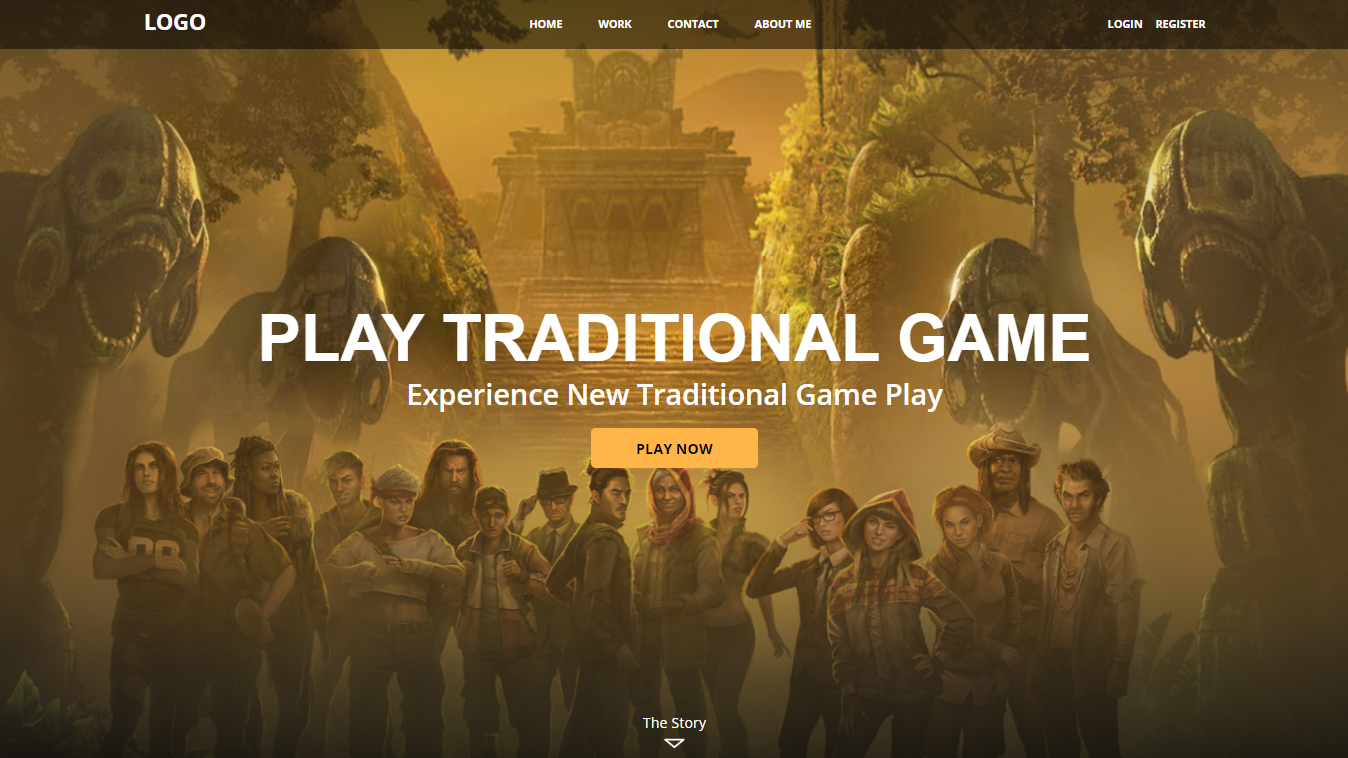 LOGO
HOME WORK CONTACT ABOUT ME
LOGIN REGISTER
PLAY TRADITIONAL GAME
Experience New Traditional Game Play
PLAY NOW
The Story